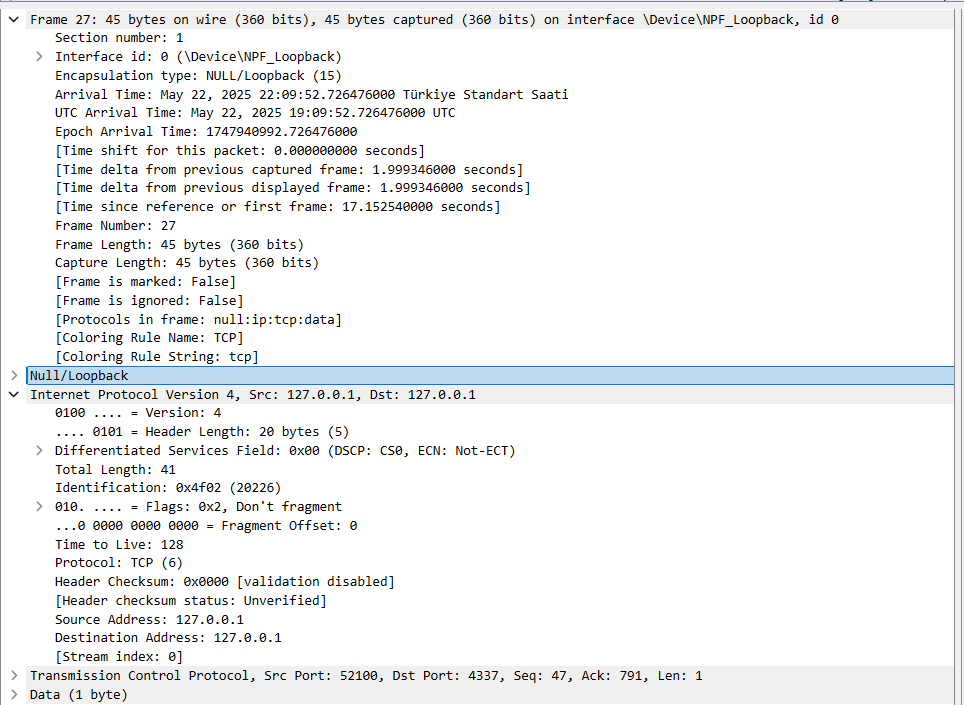 Frame 27: 45 bytes on wire (360 bits), 45 bytes captured (360 bits) on interface \Device\NPF_Loopback, id 0
Section number: 1
Interface id: 0 (\Device\NPF_Loopback)
Encapsulation type: NULL/Loopback (15)
Arrival Time: May 22, 2025 22:09:52.726476000 Türkiye Standart Saati
UTC Arrival Time: May 22, 2025 19:09:52.726476000 UTC
Epoch Arrival Time: 1747940992.726476000
[Time shift for this packet: 0.000000000 seconds]
[Time delta from previous captured frame: 1.999346000 seconds]
[Time delta from previous displayed frame: 1.999346000 seconds]
[Time since reference or first frame: 17.152540000 seconds]
Frame Number: 27
Frame Length: 45 bytes (360 bits)
Capture Length: 45 bytes (360 bits)
[Frame is marked: False]
[Frame is ignored: False]
[Protocols in frame: null:ip:tcp:data]
[Coloring Rule Name: TCP]
[Coloring Rule String: tcp]
Null/Loopback
Internet Protocol Version 4, Src: 127.0.0.1, Dst: 127.0.0.1
0100 .... = Version: 4
.... 0101 = Header Length: 20 bytes (5)
Differentiated Services Field: 0x00 (DSCP: CS0, ECN: Not-ECT)
Total Length: 41
Identification: 0x4f02 (20226)
010. .... = Flags: 0x2, Don't fragment
...0 0000 0000 0000 = Fragment Offset: 0
Time to Live: 128
Protocol: TCP (6)
Header Checksum: 0x0000 [validation disabled]
[Header checksum status: Unverified]
Source Address: 127.0.0.1
Destination Address: 127.0.0.1
[Stream index: 0]
Transmission Control Protocol, Src Port: 52100, Dst Port: 4337, Seq: 47, Ack: 791, Len: 1
Data (1 byte)